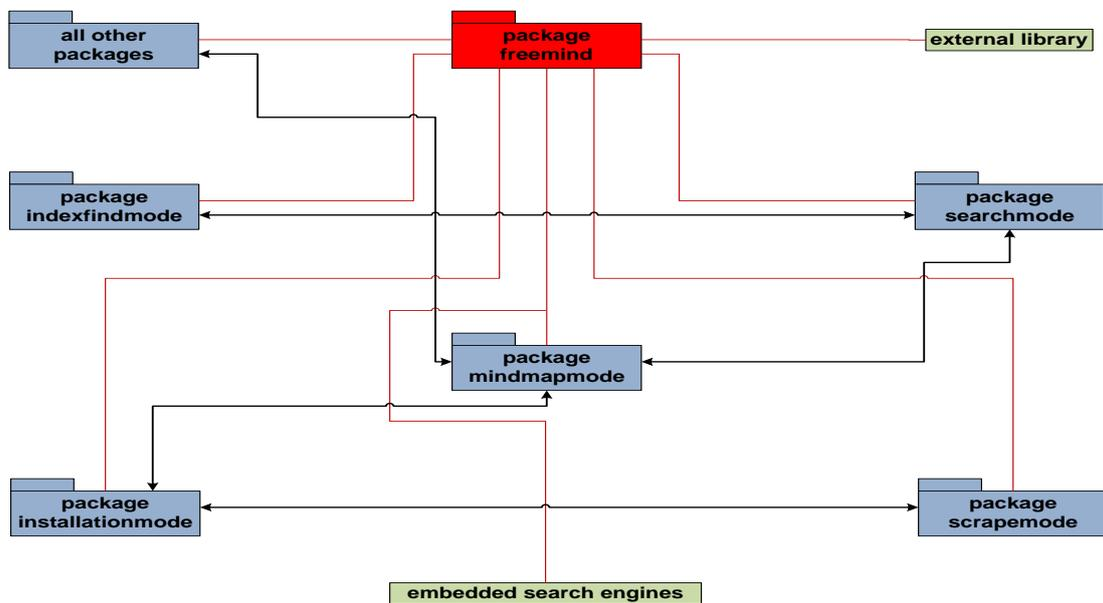 all other
packages
package
freemind
external library
package
indexfindmode
package
searchmode
package
mindmapmode
package
installationmode
package
scrapemode
embedded search engines